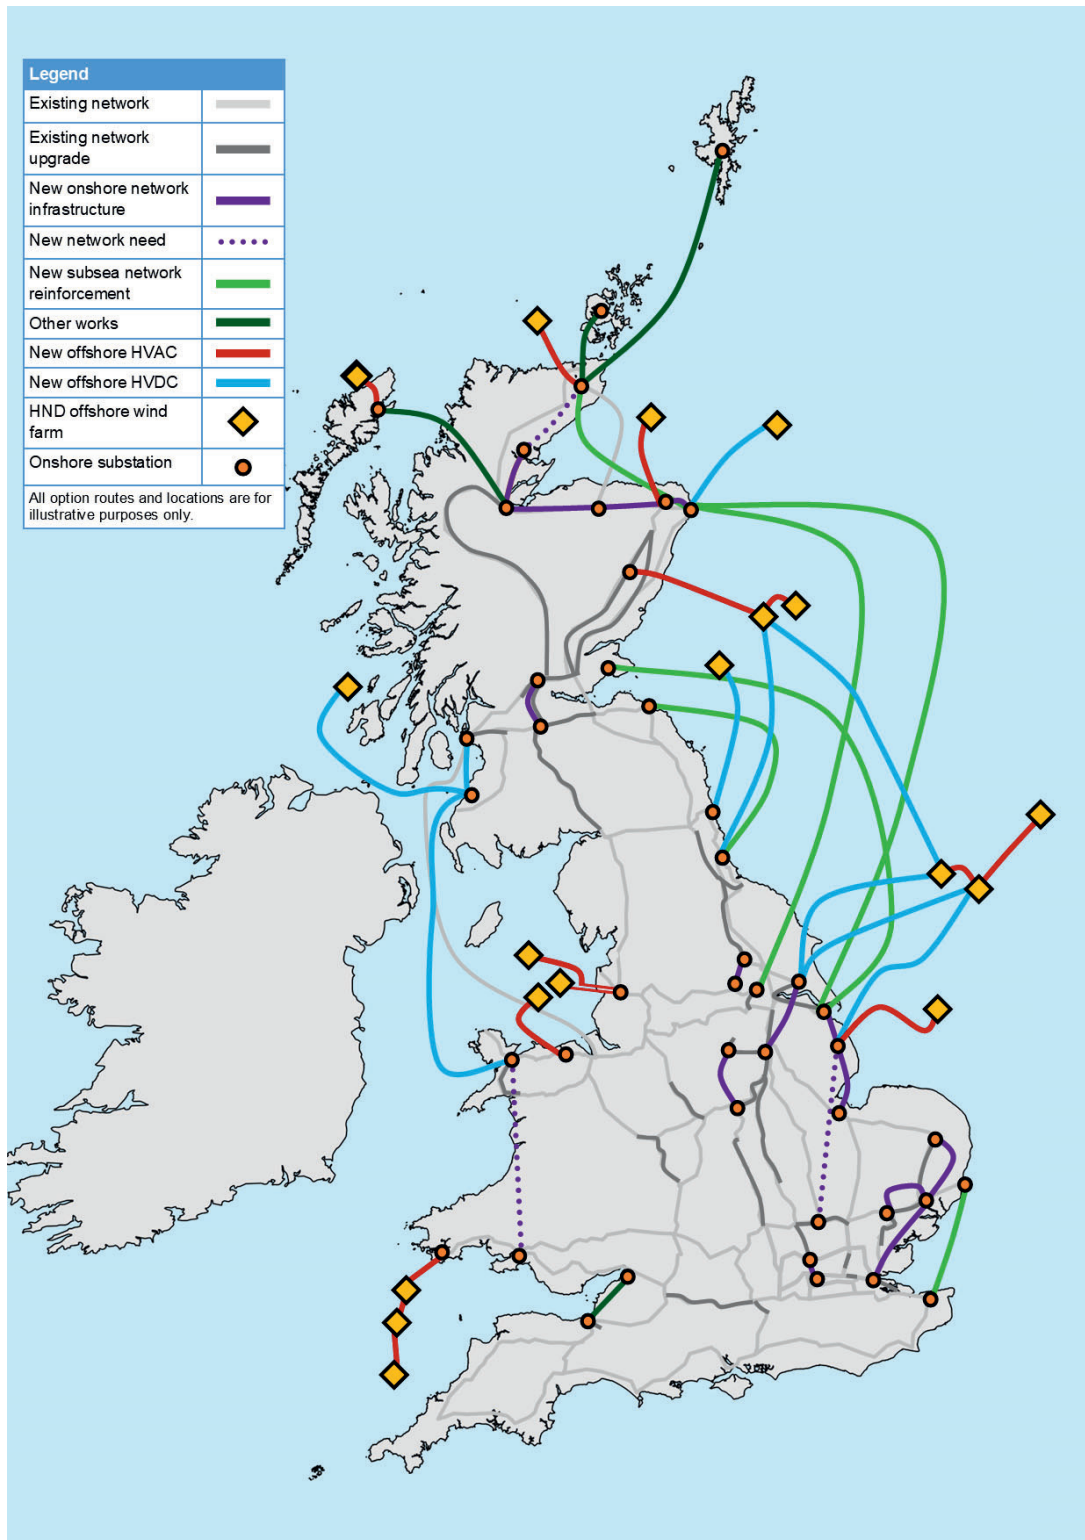 Legend
Existing network
Existing network
upgrade
New onshore network
infrastructure
New network need
New subsea network
reinforcement
Other works
New offshore HVAC
New offshore HVDC
HND offshore wind
farm
Onshore substation
All option routes and locations are for
illustrative purposes only.